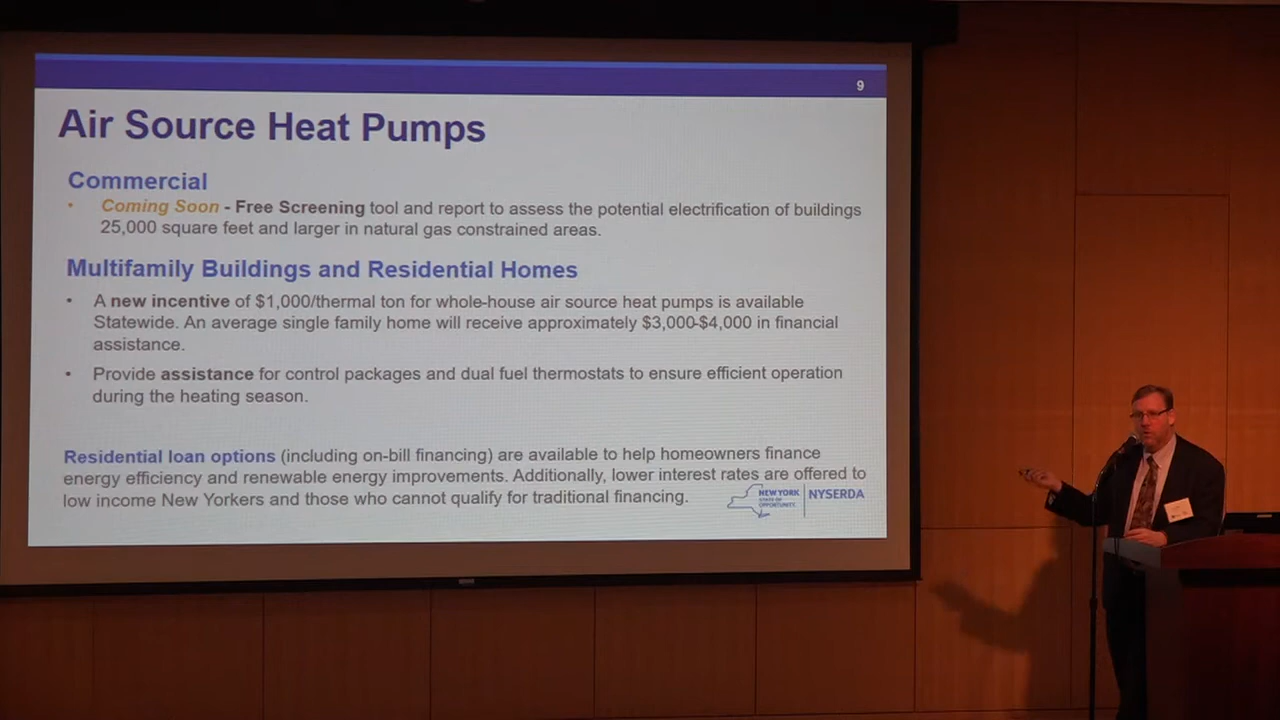 9
Air Source Heat Pumps
Commercial
• Coming Soon - Free Screening tool and report to assess the potential electrification of buildings
25,000 square feet and larger in natural gas constrained areas.
Multifamily Buildings and Residential Homes
• A new incentive of $1,000/thermal ton for whole-house air source heat pumps is available
Statewide. An average single family home will receive approximately $3,000-$4,000 in financial
assistance.
• Provide assistance for control packages and dual fuel thermostats to ensure efficient operation
during the heating season.
Residential loan options (including on-bill financing) are available to help homeowners finance
energy efficiency and renewable energy improvements. Additionally, lower interest rates are offered to
low income New Yorkers and those who cannot qualify for traditional financing.
NEW YORK
STATE OF
OPPORTUNITY
NYSERDA